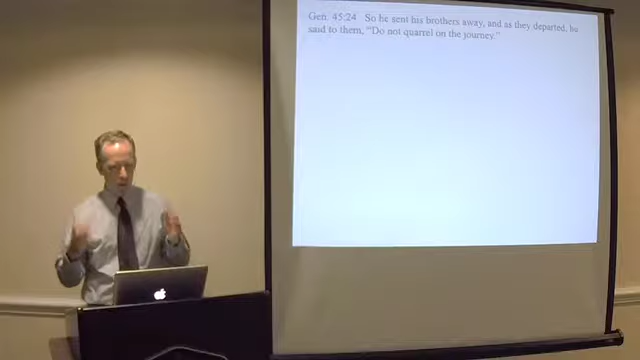 Gen. 45:24 So he sent his brothers away, and as they departed, he
said to them, “Do not quarrel on the journey.”